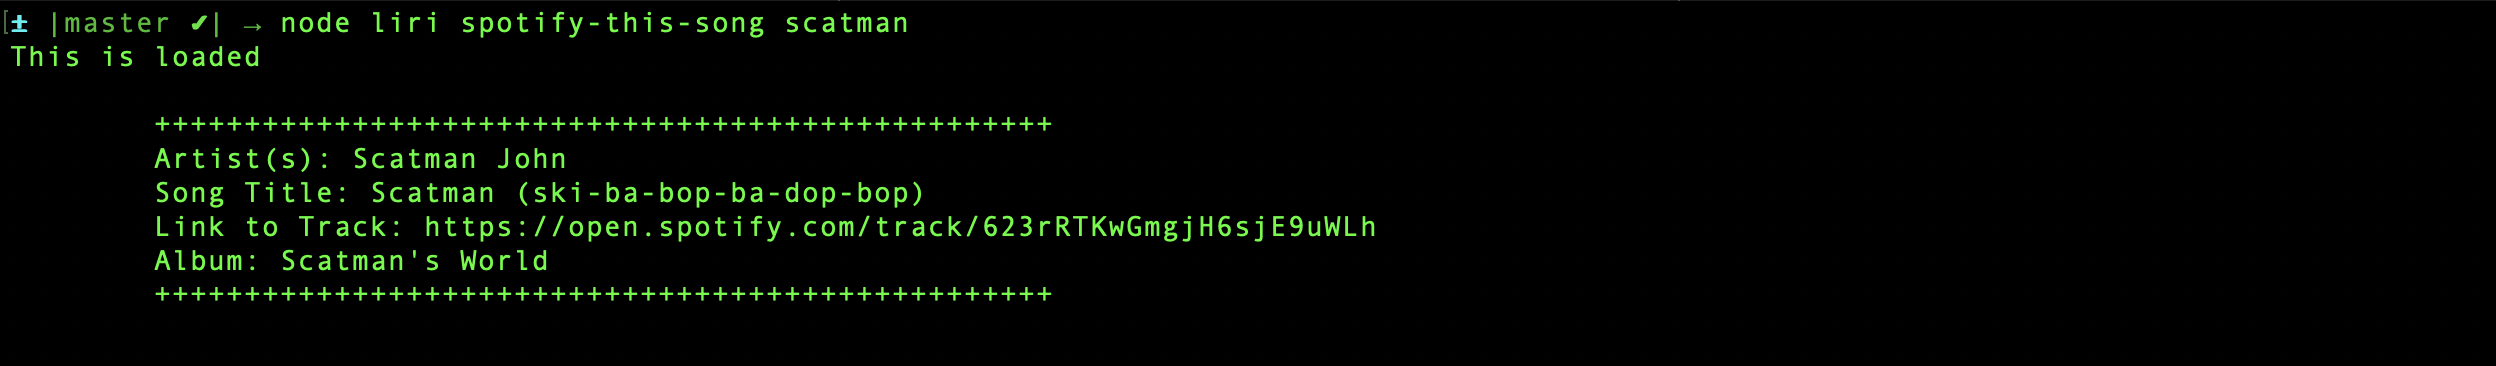 [± |master ✔| → node liri spotify-this-song scatman
This is loaded
++++++++++++++++++++++++++++++++++++++++++++++++++
Artist(s): Scatman John
Song Title: Scatman (ski-ba-bop-ba-dop-bop)
Link to Track: https://open.spotify.com/track/623rRTKwGmgjH6sjE9uWLh
Album: Scatman's World
++++++++++++++++++++++++++++++++++++++++++++++++++